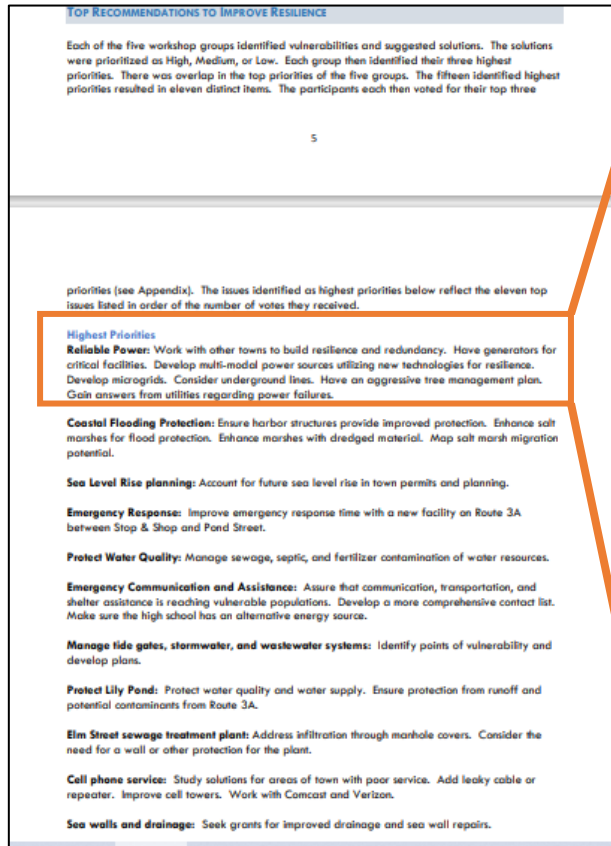 TOP RECOMMENDATIONS TO IMPROVE RESILIENCE
Each of the five workshop groups identified vulnerabilities and suggested solutions. The solutions
were prioritized as High, Medium, or Low. Each group then identified their three highest
priorities. There was overlap in the top priorities of the five groups. The fifteen identified highest
priorities resulted in eleven distinct items. The participants each then voted for their top three
5
priorities (see Appendix). The issues identified as highest priorities below reflect the eleven top
issues listed in order of the number of votes they received.
Highest Priorities
Reliable Power: Work with other towns to build resilience and redundancy. Have generators for
critical facilities. Develop multi-modal power sources utilizing new technologies for resilience.
Develop microgrids. Consider underground lines. Have an aggressive tree management plan.
Gain answers from utilities regarding power failures.
Coastal Flooding Protection: Ensure harbor structures provide improved protection. Enhance salt
marshes for flood protection. Enhance marshes with dredged material. Map salt marsh migration
potential.
Sea Level Rise planning: Account for future sea level rise in town permits and planning.
Emergency Response: Improve emergency response time with a new facility on Route 3A
between Stop & Shop and Pond Street.
Protect Water Quality: Manage sewage, septic, and fertilizer contamination of water resources.
Emergency Communication and Assistance: Assure that communication, transportation, and
shelter assistance is reaching vulnerable populations. Develop a more comprehensive contact list.
Make sure the high school has an alternative energy source.
Manage tide gates, stormwater, and wastewater systems: Identify points of vulnerability and
develop plans.
Protect Lily Pond: Protect water quality and water supply. Ensure protection from runoff and
potential contaminants from Route 3A.
Elm Street sewage treatment plant: Address infiltration through manhole covers. Consider the
need for a wall or other protection for the plant.
Cell phone service: Study solutions for areas of town with poor service. Add leaky cable or
repeater. Improve cell towers. Work with Comcast and Verizon.
Sea walls and drainage: Seek grants for improved drainage and sea wall repairs.